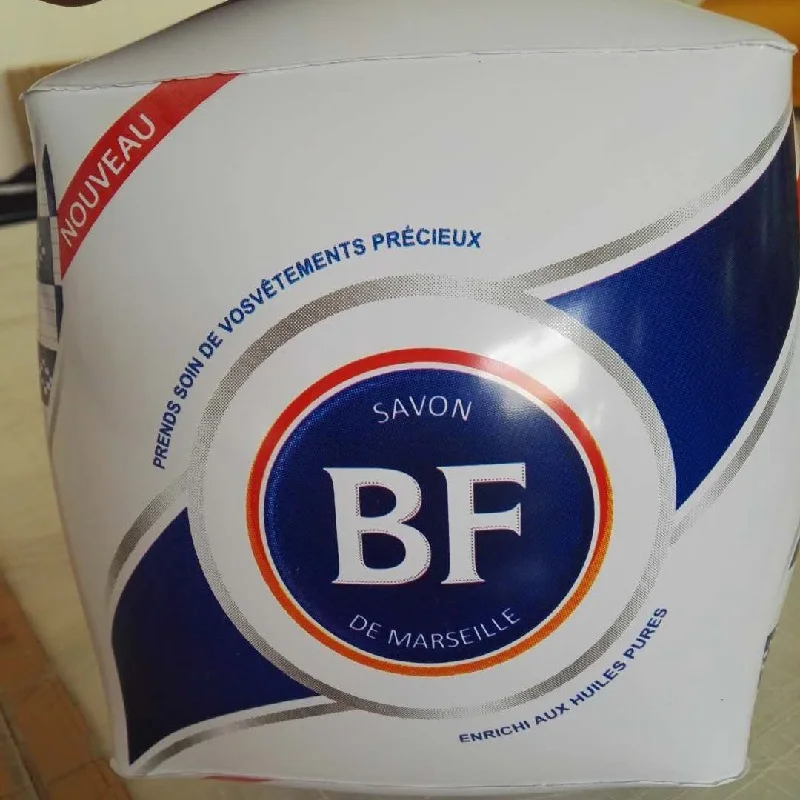 NOUVEAU
PRENDS SOIN DE VOSVÊTEMENTS PRÉCIEUX
SAVON
BF
DE MARSEILLE
ENRICHI AUX HUILES PURES